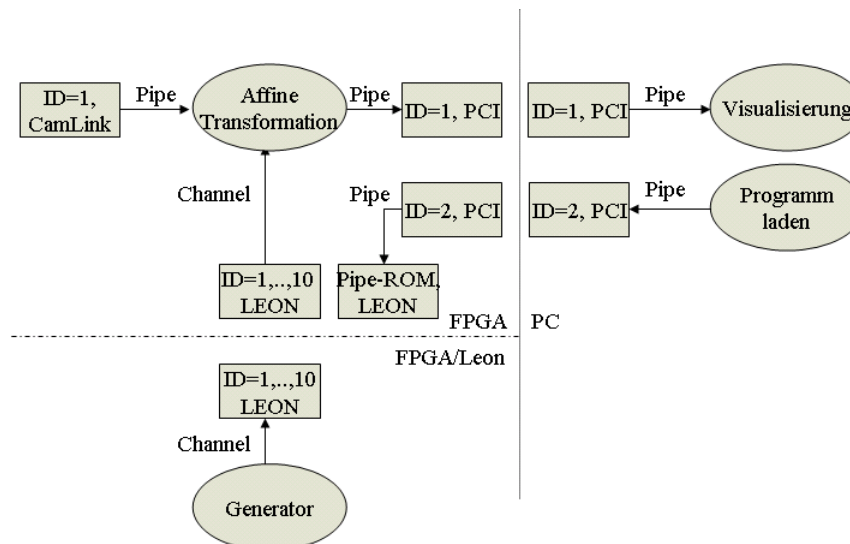 ID=1,
CamLink
Pipe
Affine
Transformation
Pipe
ID=1, PCI
ID=1, PCI
Pipe
Visualisierung
Channel
Pipe
ID=2, PCI
ID=2, PCI
Pipe
Programm
laden
ID=1,..,10
LEON
Pipe-ROM,
LEON
FPGA
PC
FPGA/Leon
ID=1,..,10
LEON
Channel
Generator